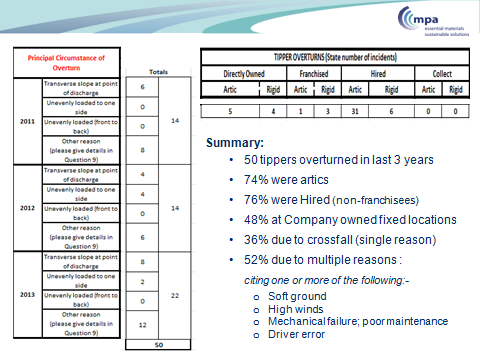 mpa
essential materials
sustainable solutions
Principal Circumstance of
Overturn
Totals
2011
Transverse slope at point
of discharge
6
Unevenly loaded to one
side
0
Unevenly loaded (front to
back)
0
Other reason
(please give details in
Question 9)
8
14
2012
Transverse slope at point
of discharge
4
Unevenly loaded to one
side
4
Unevenly loaded (front to
back)
0
Other reason
(please give details in
Question 9)
6
14
2013
Transverse slope at point
of discharge
8
Unevenly loaded to one
side
2
Unevenly loaded (front to
back)
0
Other reason
(please give details in
Question 9)
12
22
50
TIPPER OVERTURNS (State number of incidents)
Directly Owned Franchised Hired Collect
Artic Rigid Artic Rigid Artic Rigid Artic Rigid
5 4 1 3 31 6 0 0
Summary:
• 50 tippers overturned in last 3 years
• 74% were artics
• 76% were Hired (non-franchisees)
• 48% at Company owned fixed locations
• 36% due to crossfall (single reason)
• 52% due to multiple reasons :
citing one or more of the following:-
o Soft ground
o High winds
o Mechanical failure; poor maintenance
o Driver error